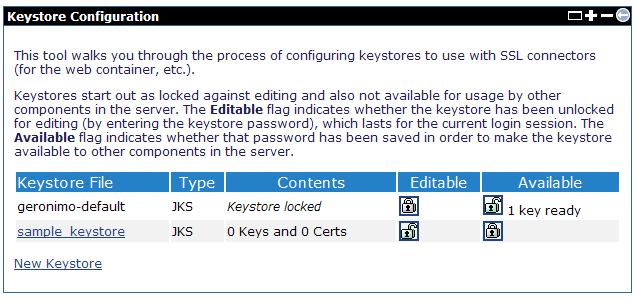 Keystore Configuration
This tool walks you through the process of configuring keystores to use with SSL connectors
(for the web container, etc.).
Keystores start out as locked against editing and also not available for usage by other
components in the server. The Editable flag indicates whether the keystore has been unlocked
for editing (by entering the keystore password), which lasts for the current login session. The
Available flag indicates whether that password has been saved in order to make the keystore
available to other components in the server.
Keystore File Type Contents Editable Available
geronimo-default JKS Keystore locked 1 key ready
sample_keystore JKS 0 Keys and 0 Certs
New Keystore